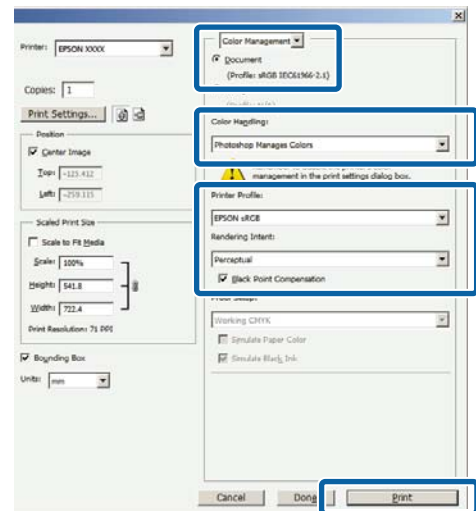 Printer: EPSON XXXX
Copies: 1
Print Settings...
Position
Center Image
Top: -125.412
Left: -259.115
Scaled Print Size
Scale to Fit Media
Scale: 100%
Height: 541.8
Width: 722.4
Print Resolution: 71 PPI
Bounding Box
Units: mm
Color Management
Document
(Profile: sRGB IEC61966-2.1)
Color Handling:
Photoshop Manages Colors
management in the print settings dialog box.
Printer Profile:
EPSON sRGB
Rendering Intent:
Perceptual
Black Point Compensation
Working CMYK
Simulate Paper Color
Simulate Black Ink
Cancel
Done
Print